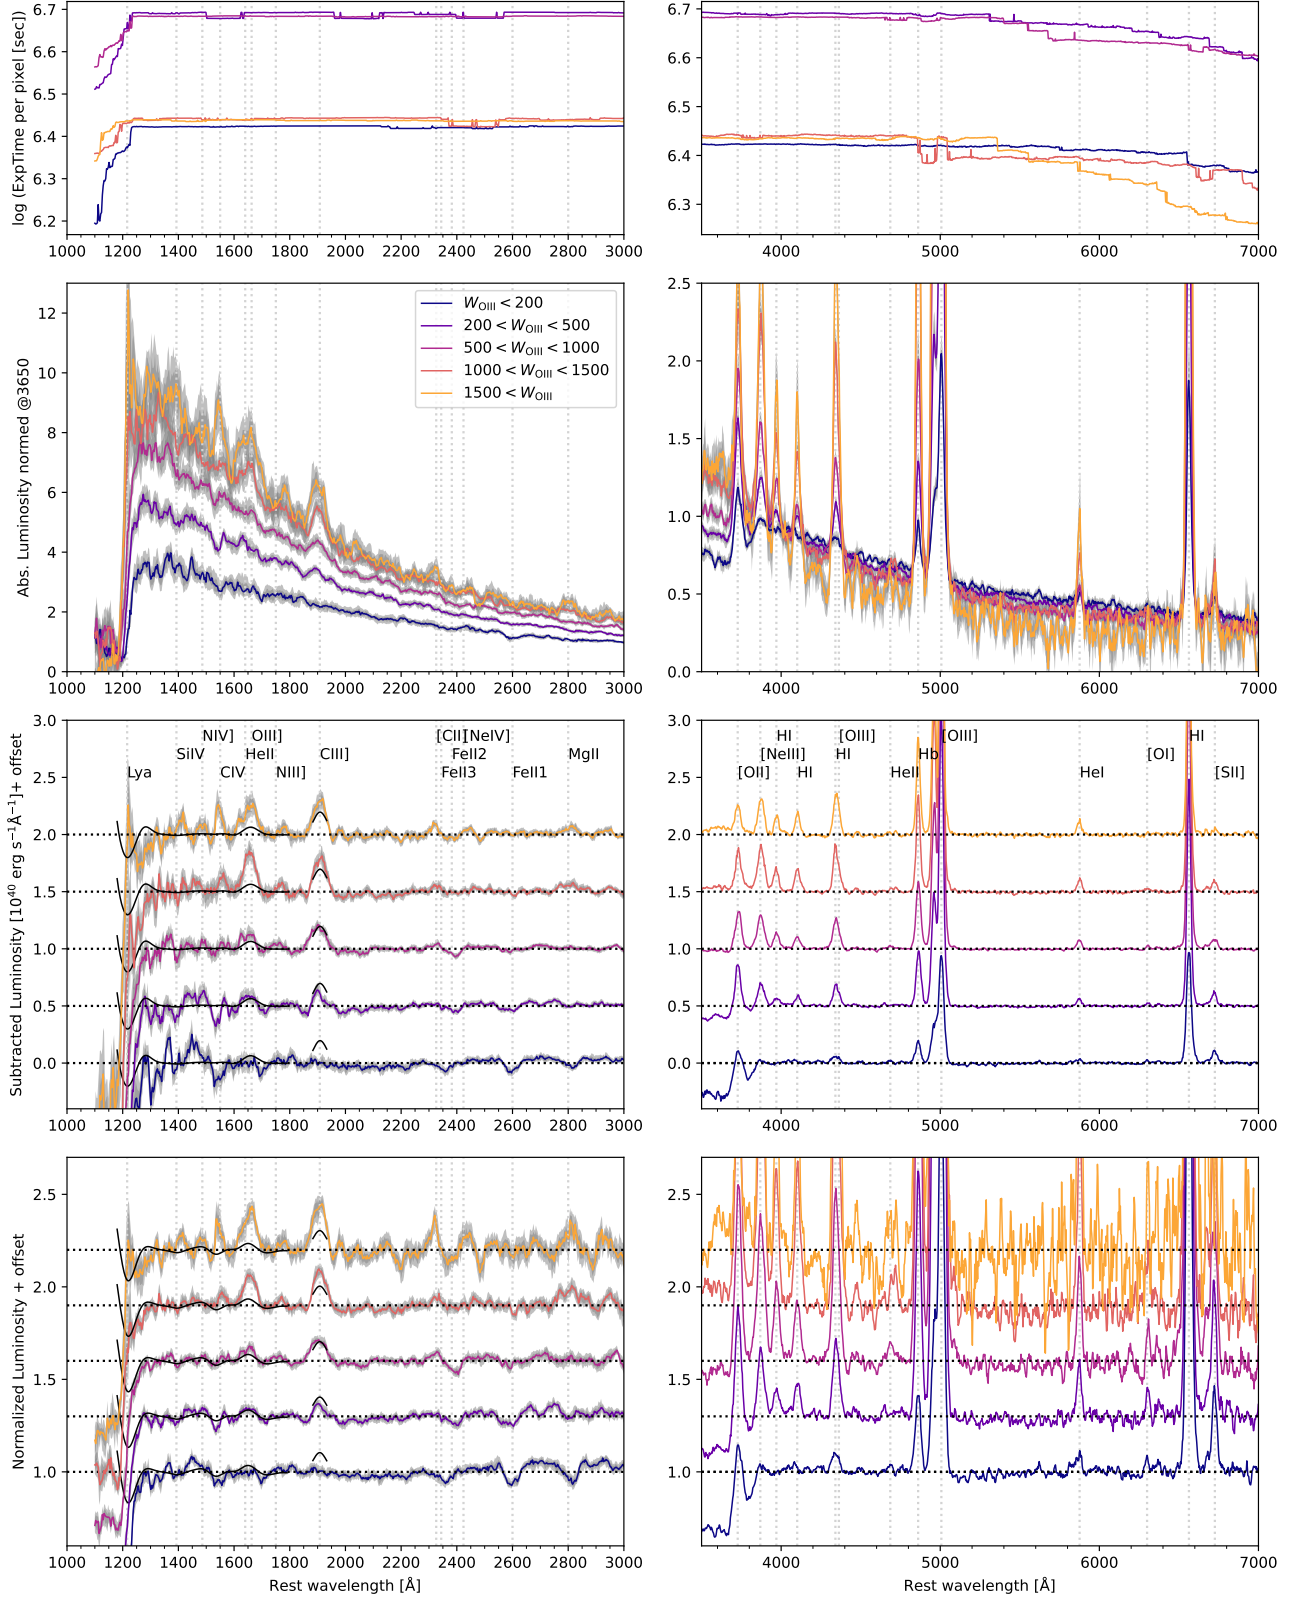 log (ExpTime per pixel [sec])
6.7
6.6
6.5
6.4
6.3
6.2
1000 1200 1400 1600 1800 2000 2200 2400 2600 2800 3000
6.7
6.6
6.5
6.4
6.3
4000 5000 6000 7000
Abs. Luminosity normed @3650
12
10
8
6
4
2
0
W_OIII < 200
200 < W_OIII < 500
500 < W_OIII < 1000
1000 < W_OIII < 1500
1500 < W_OIII
1000 1200 1400 1600 1800 2000 2200 2400 2600 2800 3000
2.5
2.0
1.5
1.0
0.5
0.0
4000 5000 6000 7000
Subtracted Luminosity [10⁴⁰ erg s⁻¹Å⁻¹]+ offset
3.0
2.5
2.0
1.5
1.0
0.5
0.0
NIV] OIII] [CII] [NeIV]
SiIV HeII CIII] FeII2 MgII
Lya CIV NIII] FeII3 FeII1
1000 1200 1400 1600 1800 2000 2200 2400 2600 2800 3000
3.0
2.5
2.0
1.5
1.0
0.5
0.0
HI [OIII] [OIII] HI
[NeIII] HI Hb [OI]
[OII] HI HeII HeI [SII]
4000 5000 6000 7000
Normalized Luminosity + offset
2.5
2.0
1.5
1.0
1000 1200 1400 1600 1800 2000 2200 2400 2600 2800 3000
Rest wavelength [Å]
2.5
2.0
1.5
1.0
4000 5000 6000 7000
Rest wavelength [Å]